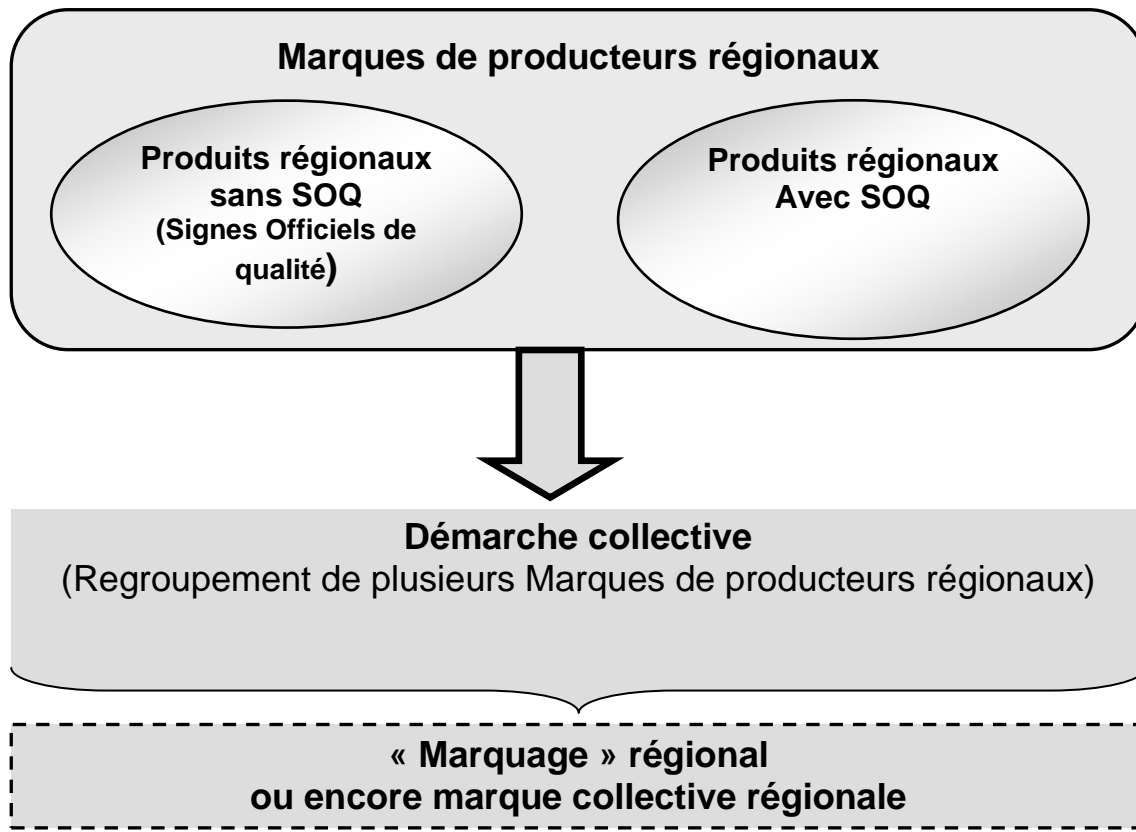 Marques de producteurs régionaux
Produits régionaux
sans SOQ
(Signes Officiels de
qualité)
Produits régionaux
Avec SOQ
Démarche collective
(Regroupement de plusieurs Marques de producteurs régionaux)
« Marquage » régional
ou encore marque collective régionale